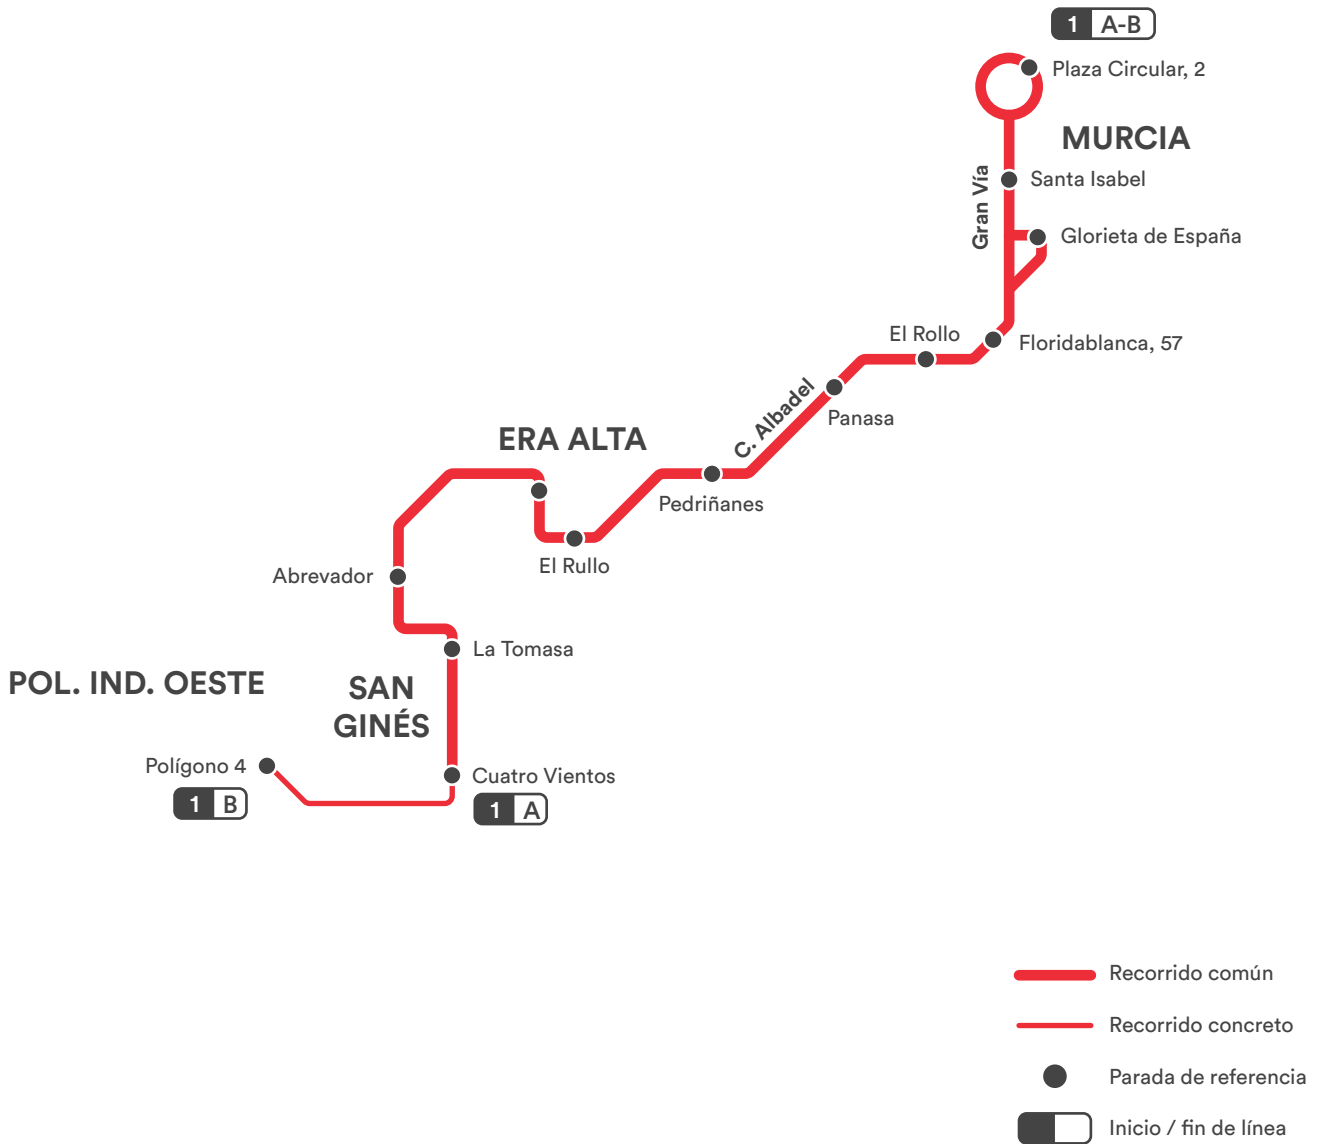 1 A-B
Plaza Circular, 2
MURCIA
Gran Vía
Santa Isabel
Glorieta de España
El Rollo
Floridablanca, 57
C. Albadel
Panasa
ERA ALTA
Pedriñanes
El Rullo
Abrevador
La Tomasa
POL. IND. OESTE
SAN
GINÉS
Polígono 4
1 B
Cuatro Vientos
1 A
Recorrido común
Recorrido concreto
Parada de referencia
Inicio / fin de línea